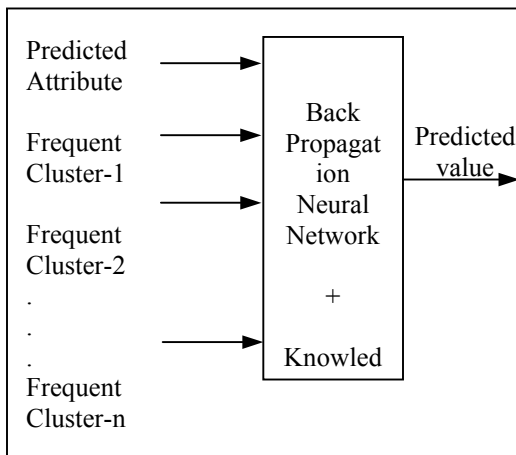 Predicted
Attribute
Frequent
Cluster-1
Frequent
Cluster-2
.
.
.
Frequent
Cluster-n
Back
Propagat
ion
Neural
Network
+
Knowled
Predicted
value